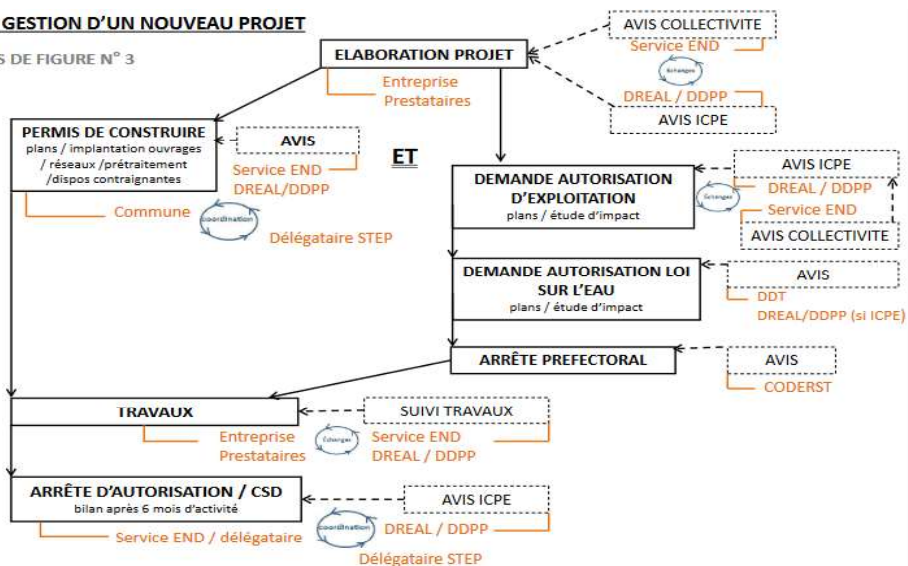 GESTION D'UN NOUVEAU PROJET
S DE FIGURE N° 3
ELABORATION PROJET
Entreprise
Prestataires
AVIS COLLECTIVITE
Service END
Échanges
DREAL / DDPP
AVIS ICPE
PERMIS DE CONSTRUIRE
plans / implantation ouvrages
/ réseaux /prétraitement
/dispos contraignantes
Commune
AVIS
Service END
DREAL/DDPP
coordination
Délégataire STEP
ET
DEMANDE AUTORISATION
D'EXPLOITATION
plans / étude d'impact
Échanges
AVIS ICPE
DREAL / DDPP
Service END
AVIS COLLECTIVITE
DEMANDE AUTORISATION LOI
SUR L'EAU
plans / étude d'impact
AVIS
DDT
DREAL/DDPP (si ICPE)
ARRÊTE PREFECTORAL
AVIS
CODERST
TRAVAUX
Entreprise
Prestataires
Échanges
SUIVI TRAVAUX
Service END
DREAL / DDPP
ARRÊTE D'AUTORISATION / CSD
bilan après 6 mois d'activité
Service END / délégataire
coordination
AVIS ICPE
DREAL / DDPP
Délégataire STEP